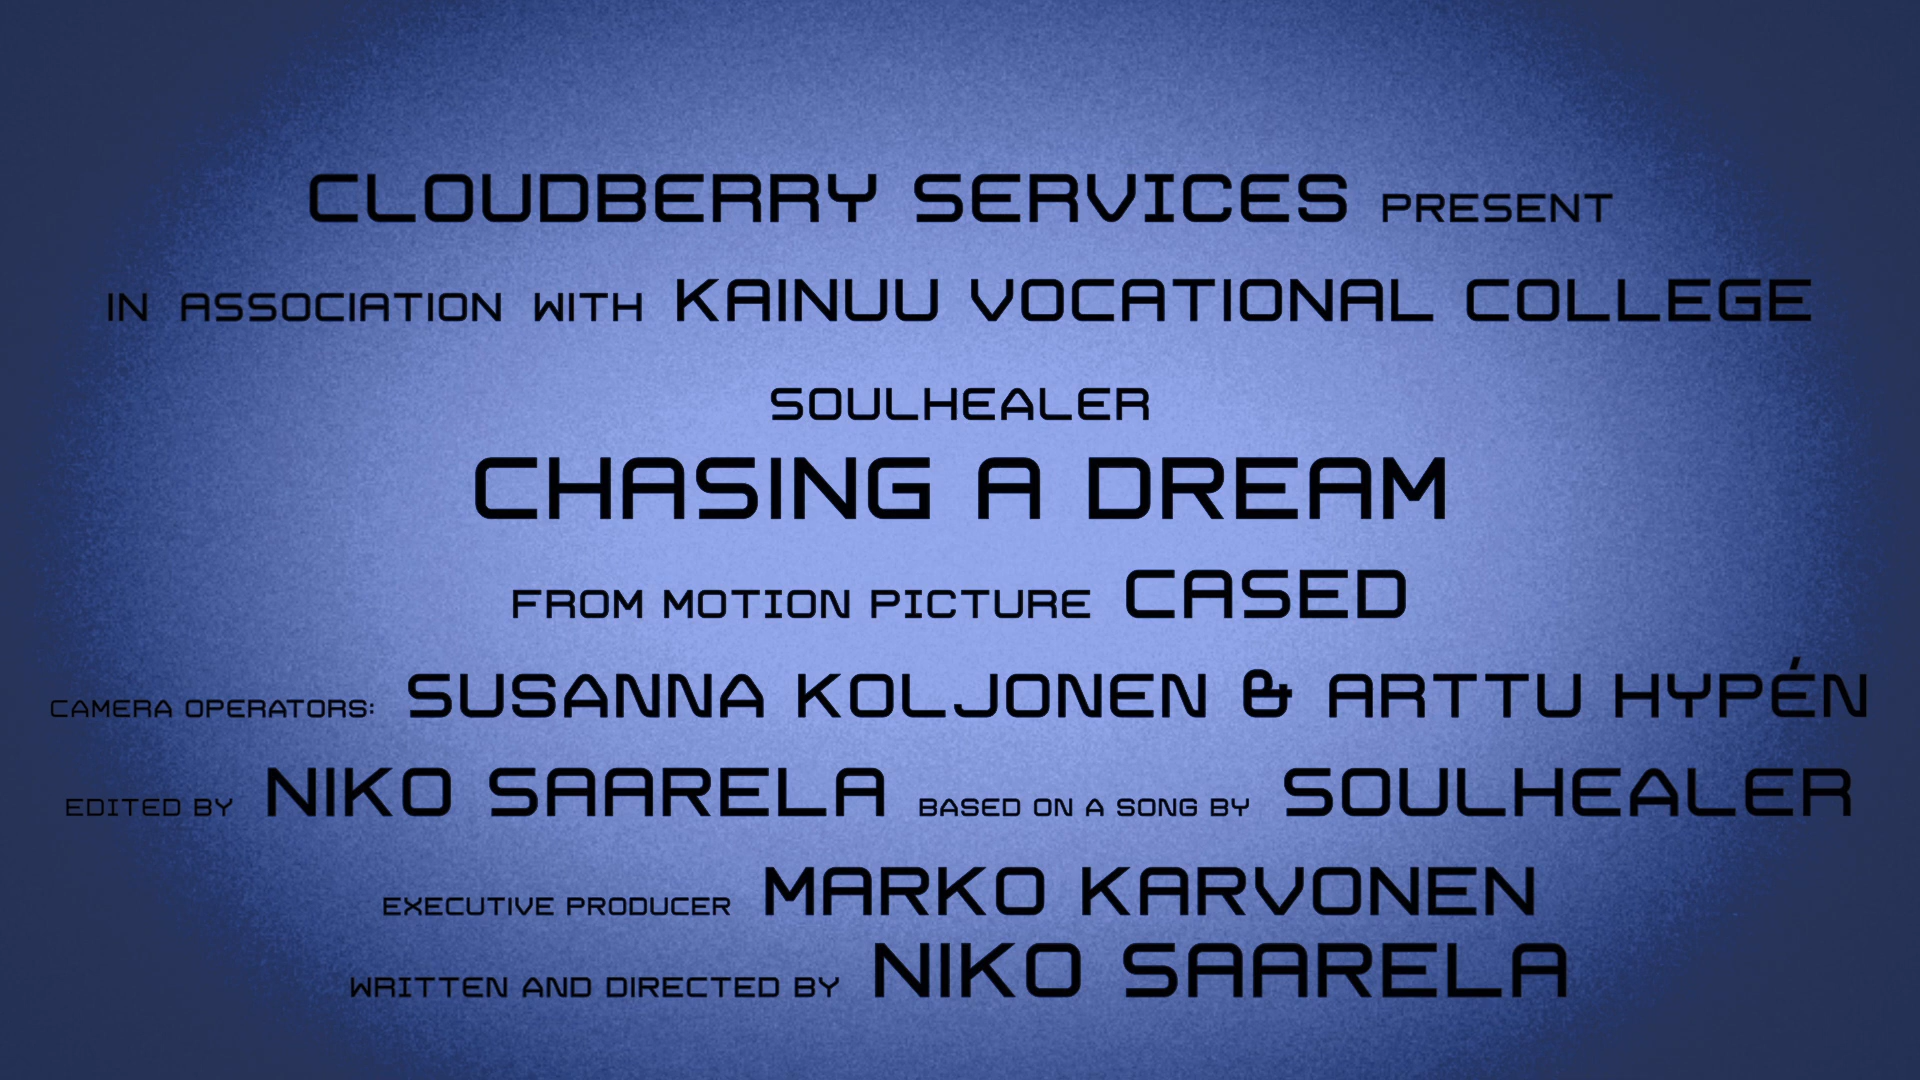 CLOUDBERRY SERVICES PRESENT
IN ASSOCIATION WITH KAINUU VOCATIONAL COLLEGE
SOULHEALER
CHASING A DREAM
FROM MOTION PICTURE CASED
CAMERA OPERATORS: SUSANNA KOLJONEN & ARTTU HYPÉN
EDITED BY NIKO SAARELA BASED ON A SONG BY SOULHEALER
EXECUTIVE PRODUCER MARKO KARVONEN
WRITTEN AND DIRECTED BY NIKO SAARELA